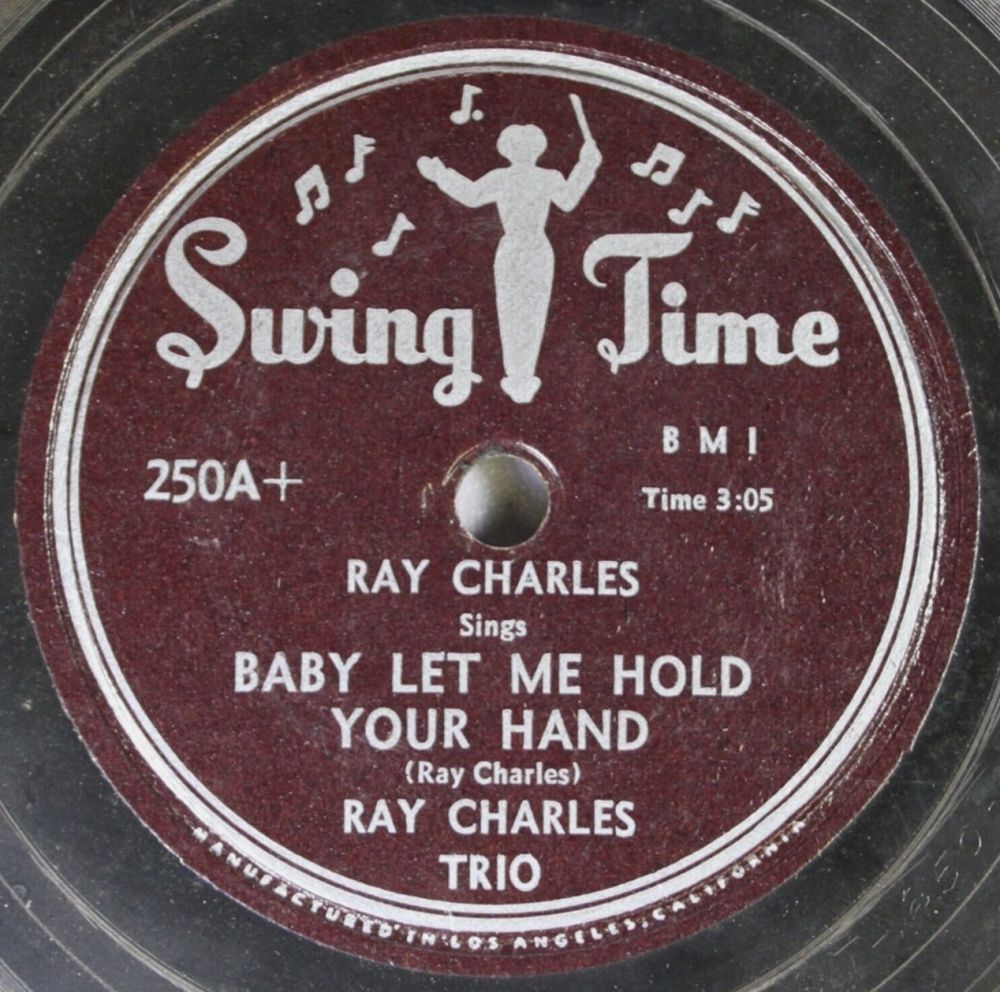 Swing Time
BMI
250A+
Time 3:05
RAY CHARLES
Sings
BABY LET ME HOLD
YOUR HAND
(Ray Charles)
RAY CHARLES
TRIO
MANUFACTURED IN LOS ANGELES, CALIFORNIA